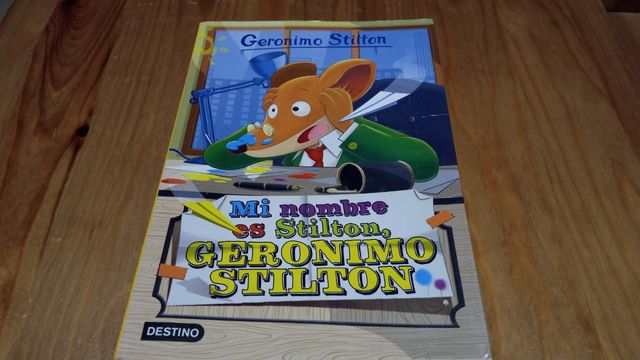 Geronimo Stilton
Mi nombre
es Stilton,
GERONIMO
STILTON
DESTINO